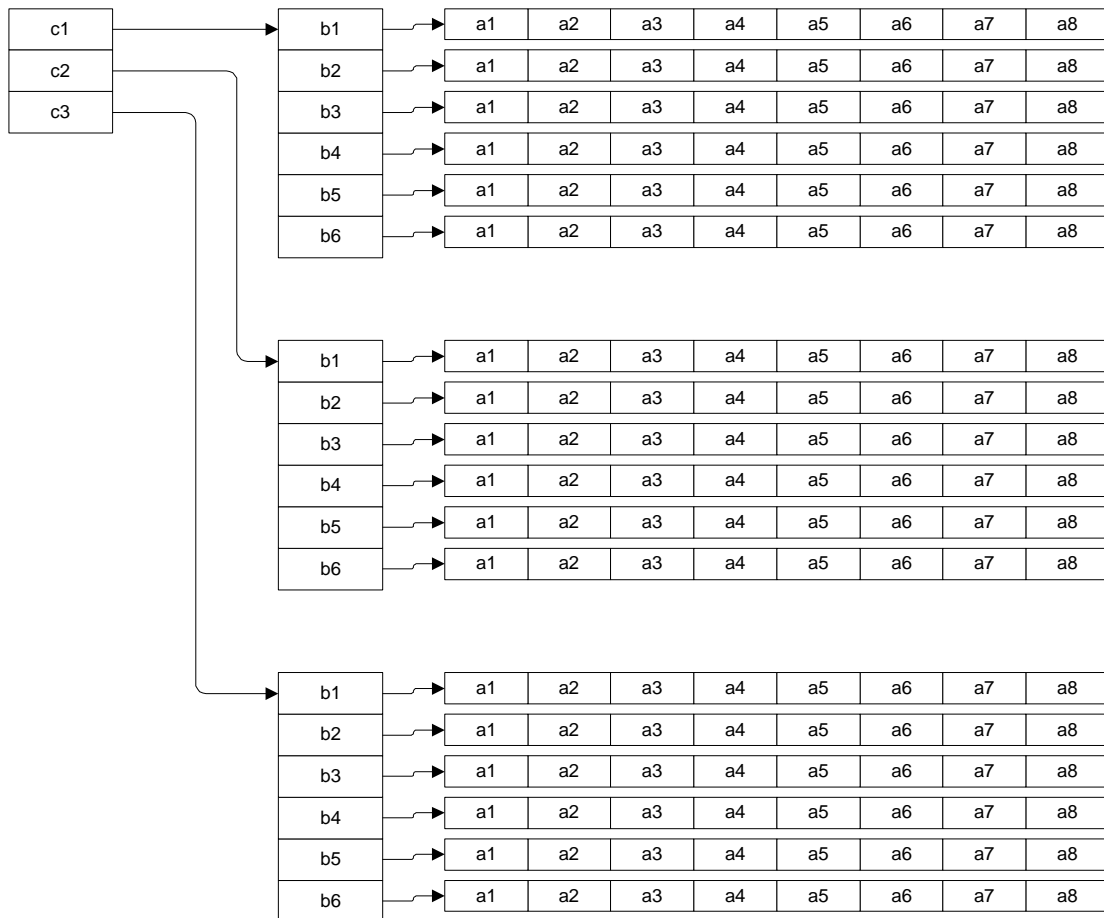 c1
c2
c3
b1 a1 a2 a3 a4 a5 a6 a7 a8
b2 a1 a2 a3 a4 a5 a6 a7 a8
b3 a1 a2 a3 a4 a5 a6 a7 a8
b4 a1 a2 a3 a4 a5 a6 a7 a8
b5 a1 a2 a3 a4 a5 a6 a7 a8
b6 a1 a2 a3 a4 a5 a6 a7 a8
b1 a1 a2 a3 a4 a5 a6 a7 a8
b2 a1 a2 a3 a4 a5 a6 a7 a8
b3 a1 a2 a3 a4 a5 a6 a7 a8
b4 a1 a2 a3 a4 a5 a6 a7 a8
b5 a1 a2 a3 a4 a5 a6 a7 a8
b6 a1 a2 a3 a4 a5 a6 a7 a8
b1 a1 a2 a3 a4 a5 a6 a7 a8
b2 a1 a2 a3 a4 a5 a6 a7 a8
b3 a1 a2 a3 a4 a5 a6 a7 a8
b4 a1 a2 a3 a4 a5 a6 a7 a8
b5 a1 a2 a3 a4 a5 a6 a7 a8
b6 a1 a2 a3 a4 a5 a6 a7 a8